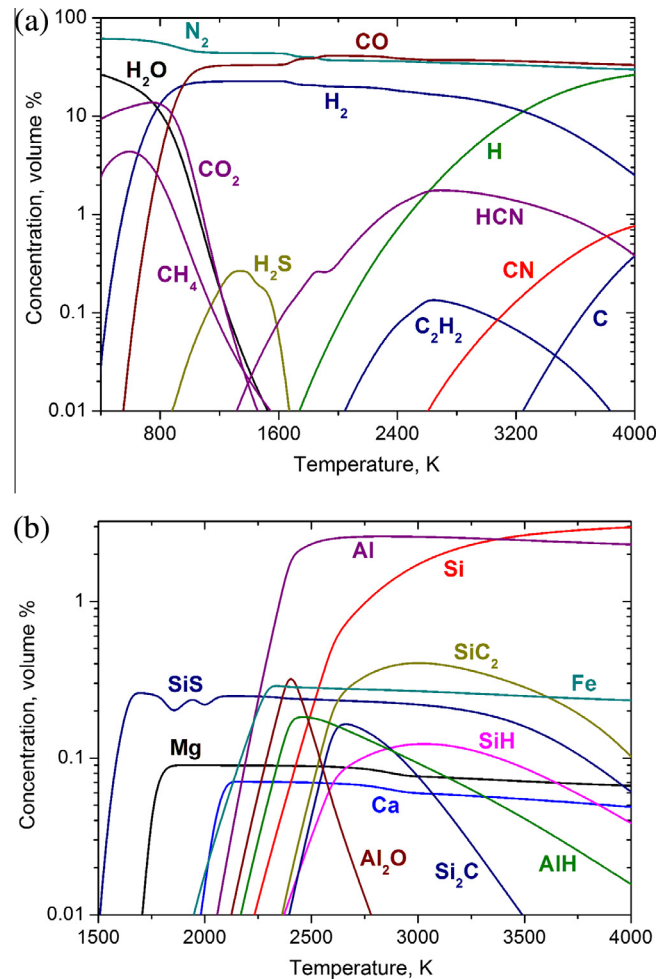 (a)
100
10
1
0.1
0.01
Concentration, volume %
N₂
CO
H₂O
H₂
CO₂
H
CH₄
H₂S
HCN
CN
C₂H₂
C
800
1600
2400
3200
4000
Temperature, K
(b)
1
0.1
0.01
Concentration, volume %
Al
Si
SiC₂
SiS
Fe
Mg
SiH
Ca
Al₂O
Si₂C
AlH
1500
2000
2500
3000
3500
4000
Temperature, K